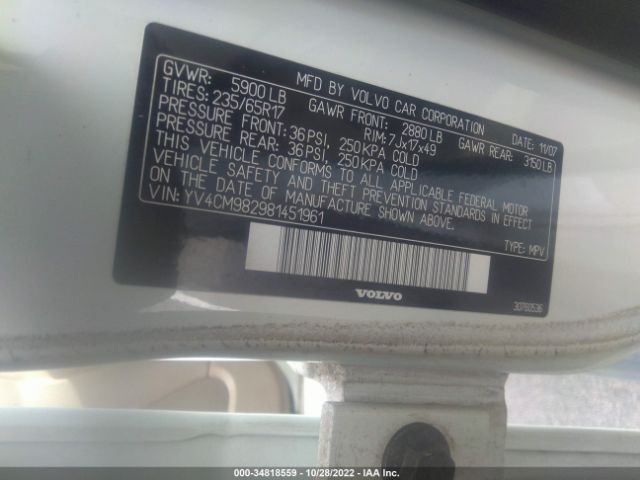 MFD BY VOLVO CAR CORPORATION DATE: 11/07
GVWR: 5900 LB GAWR FRONT: 2880 LB GAWR REAR: 3150 LB
TIRES: 235/65R17 RIM: 7Jx17x49
PRESSURE FRONT: 36 PSI, 250 KPA COLD
PRESSURE REAR: 36 PSI, 250 KPA COLD
THIS VEHICLE CONFORMS TO ALL APPLICABLE FEDERAL MOTOR
VEHICLE SAFETY AND THEFT PREVENTION STANDARDS IN EFFECT
ON THE DATE OF MANUFACTURE SHOWN ABOVE.
VIN: YV4CM982981451961 TYPE: MPV
VOLVO 30760536
000-34818559 - 10/28/2022 - IAA Inc.